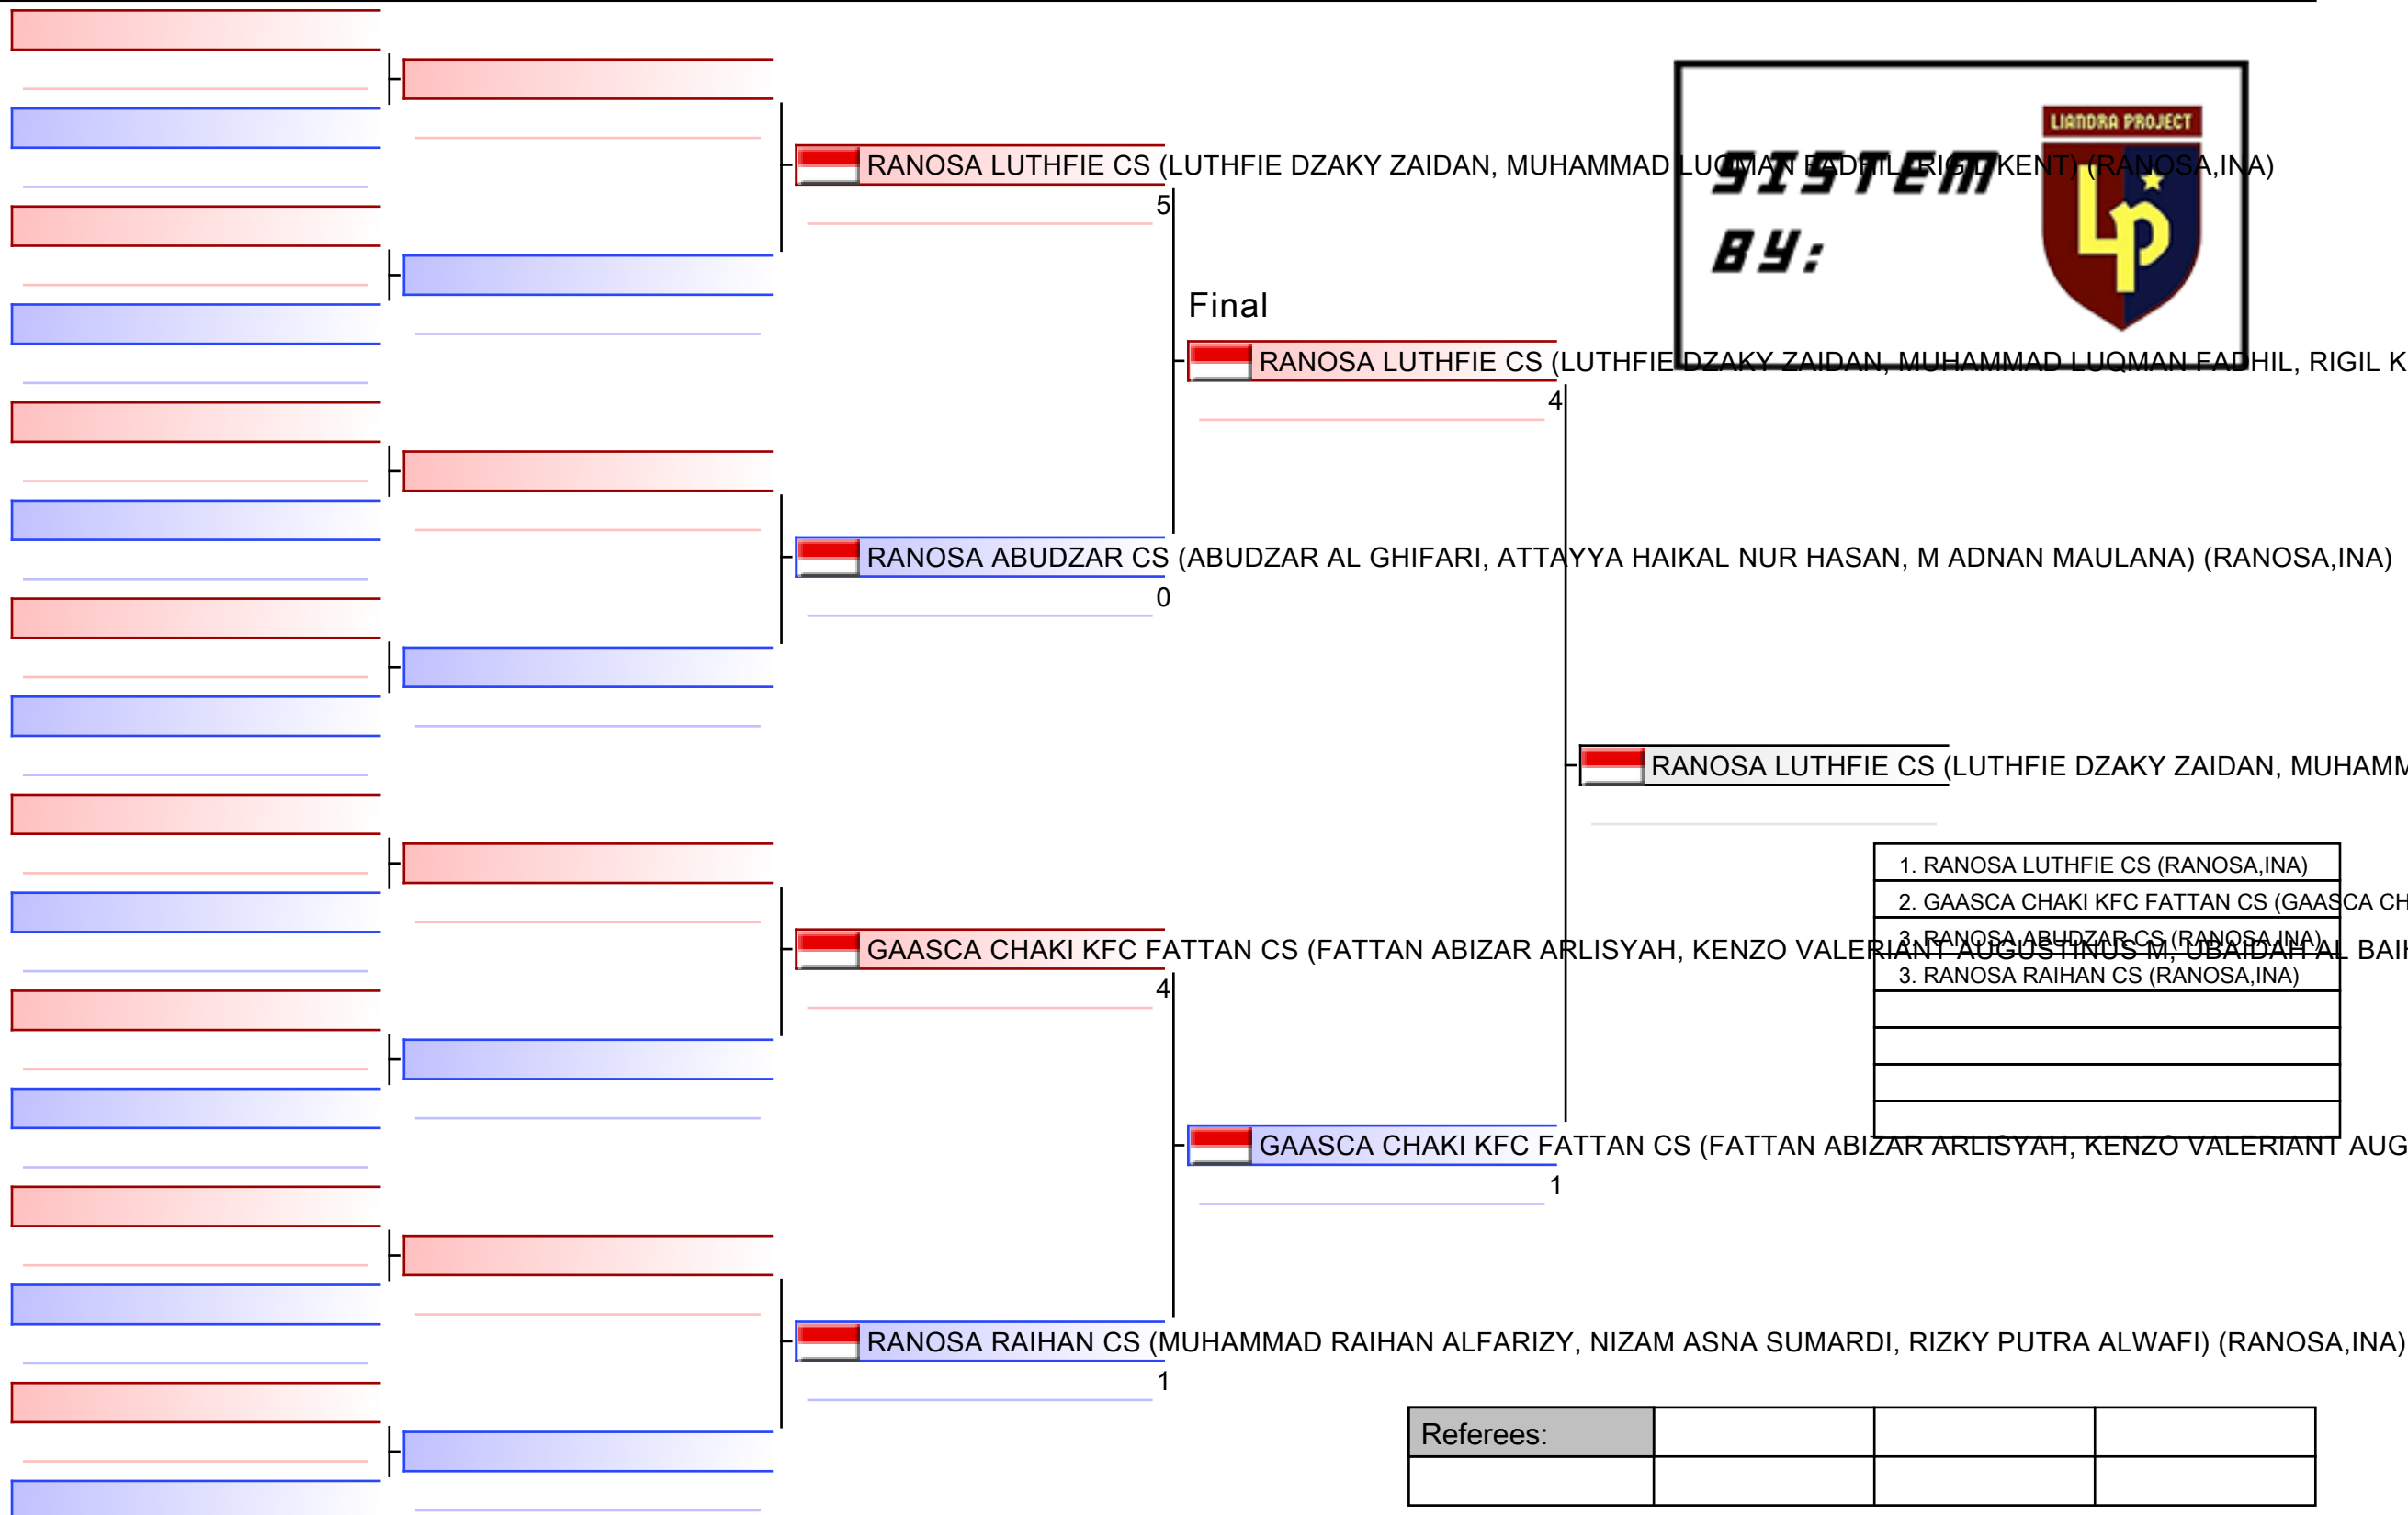 LIANDRA PROJECT
SISTEM
BY:
Lp
RANOSA LUTHFIE CS (LUTHFIE DZAKY ZAIDAN, MUHAMMAD LUQMAN FADHIL, RIGIL KENT) (RANOSA,INA)
5
Final
RANOSA LUTHFIE CS (LUTHFIE DZAKY ZAIDAN, MUHAMMAD LUQMAN FADHIL, RIGIL K
4
RANOSA ABUDZAR CS (ABUDZAR AL GHIFARI, ATTAYYA HAIKAL NUR HASAN, M ADNAN MAULANA) (RANOSA,INA)
0
RANOSA LUTHFIE CS (LUTHFIE DZAKY ZAIDAN, MUHAMM
1. RANOSA LUTHFIE CS (RANOSA,INA)
2. GAASCA CHAKI KFC FATTAN CS (GAASCA CH
3. RANOSA ABUDZAR CS (RANOSA,INA)
GAASCA CHAKI KFC FATTAN CS (FATTAN ABIZAR ARLISYAH, KENZO VALERIANT AUGUSTINUS M, UBAIDAH AL BAIH
3. RANOSA RAIHAN CS (RANOSA,INA)
4
GAASCA CHAKI KFC FATTAN CS (FATTAN ABIZAR ARLISYAH, KENZO VALERIANT AUG
1
RANOSA RAIHAN CS (MUHAMMAD RAIHAN ALFARIZY, NIZAM ASNA SUMARDI, RIZKY PUTRA ALWAFI) (RANOSA,INA)
1
Referees: